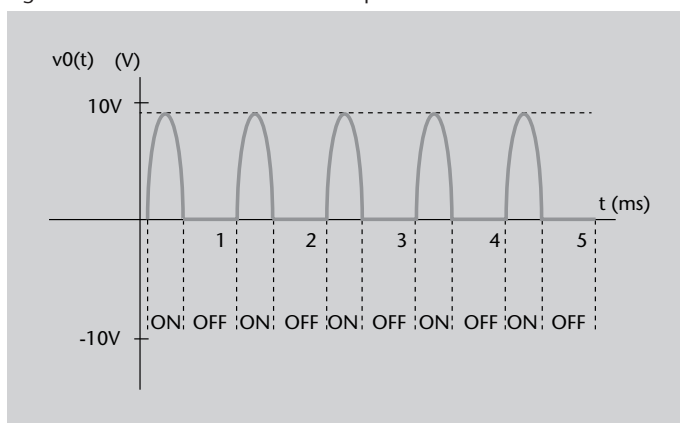 v0(t) (V)
10V
t (ms)
1 2 3 4 5
ON OFF ON OFF ON OFF ON OFF ON OFF
-10V